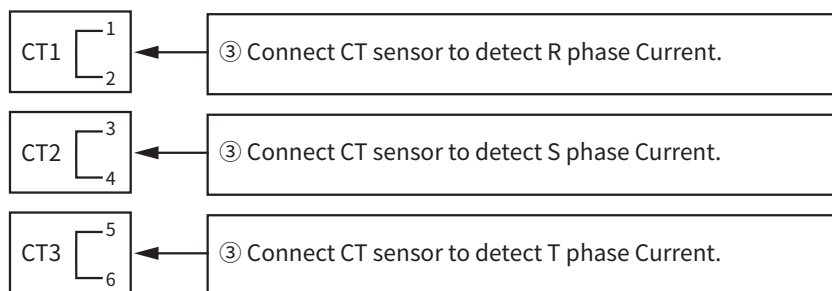 1
CT1
2
③ Connect CT sensor to detect R phase Current.
3
CT2
4
③ Connect CT sensor to detect S phase Current.
5
CT3
6
③ Connect CT sensor to detect T phase Current.